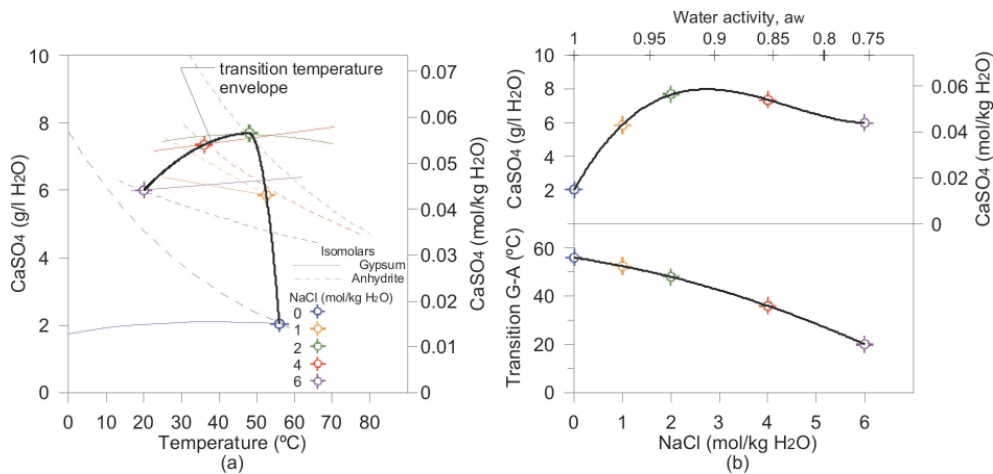 transition temperature
envelope
CaSO4 (g/l H2O)
10
8
6
4
2
0
0.07
0.06
0.05
0.04
0.03
0.02
0.01
0
CaSO4 (mol/kg H2O)
Isomolars
Gypsum
Anhydrite
NaCl (mol/kg H2O)
0
1
2
4
6
0 10 20 30 40 50 60 70 80
Temperature (ºC)
(a)
Water activity, aw
1 0.95 0.9 0.85 0.8 0.75
CaSO4 (g/l H2O)
10
8
6
4
2
0.06
0.04
0.02
0
CaSO4 (mol/kg H2O)
Transition G-A (ºC)
60
40
20
0
0 1 2 3 4 5 6 7
NaCl (mol/kg H2O)
(b)